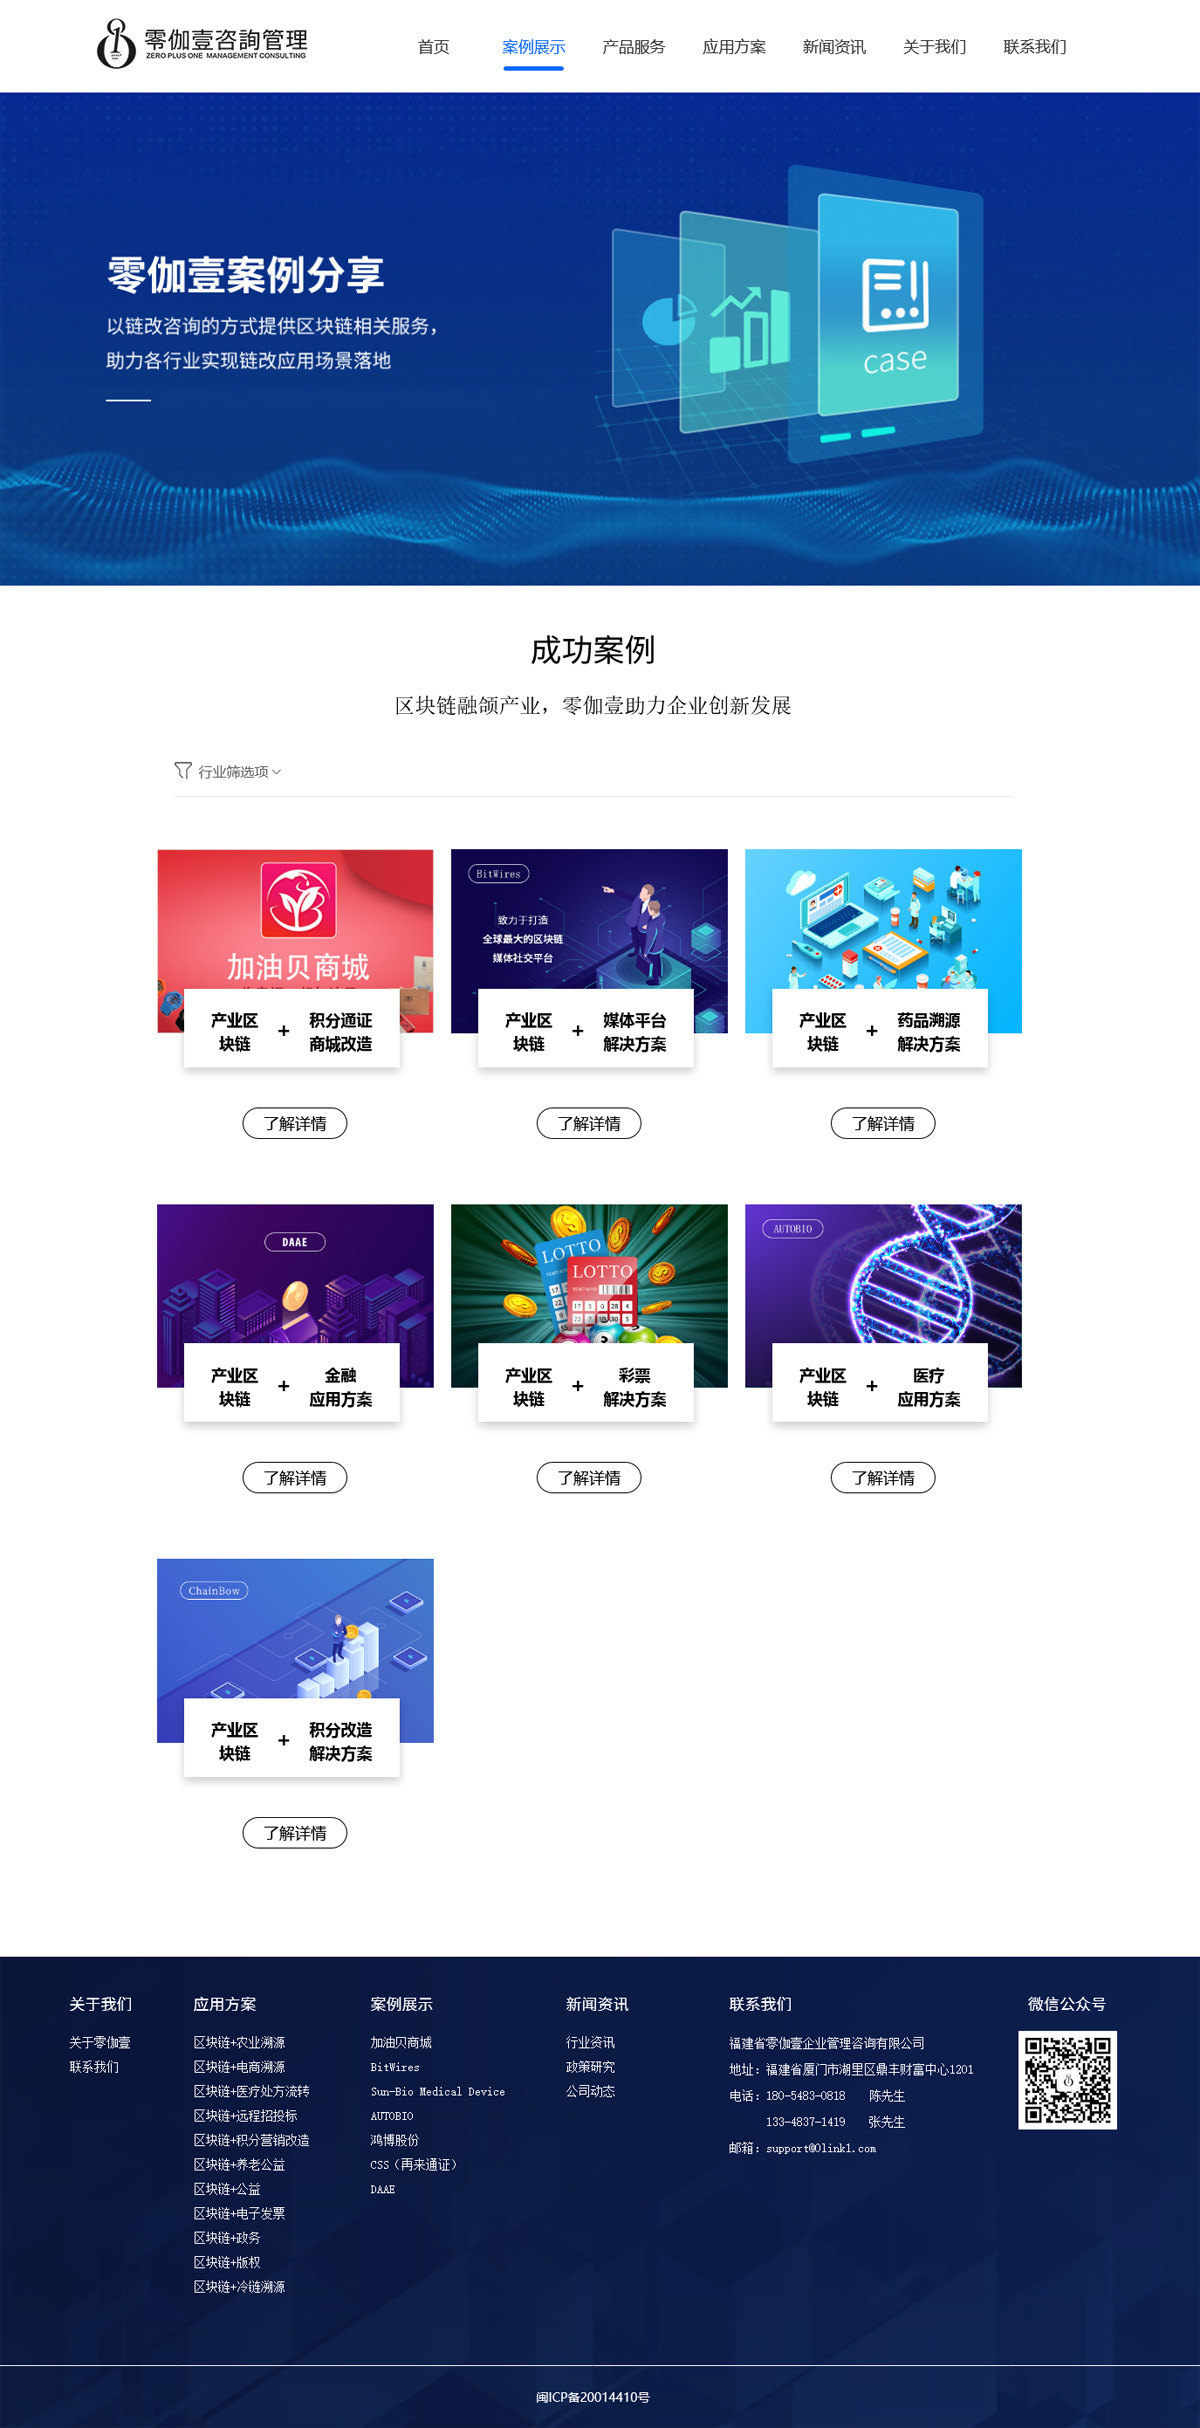 零伽壹咨詢管理
ZERO PLUS ONE MANAGEMENT CONSULTING
首页
案例展示
产品服务
应用方案
新闻资讯
关于我们
联系我们
零伽壹案例分享
以链改咨询的方式提供区块链相关服务，
助力各行业实现链改应用场景落地
case
成功案例
区块链融颌产业，零伽壹助力企业创新发展
行业筛选项
加油贝商城
产业区
块链
+
积分通证
商城改造
了解详情
BitWires
致力于打造
全球最大的区块链
媒体社交平台
产业区
块链
+
媒体平台
解决方案
了解详情
产业区
块链
+
药品溯源
解决方案
了解详情
DAAE
产业区
块链
+
金融
应用方案
了解详情
LOTTO
LOTTO
产业区
块链
+
彩票
解决方案
了解详情
AUTOBIO
产业区
块链
+
医疗
应用方案
了解详情
ChainBow
产业区
块链
+
积分改造
解决方案
了解详情
关于我们
关于零伽壹
联系我们
应用方案
区块链+农业溯源
区块链+电商溯源
区块链+医疗处方流转
区块链+远程招投标
区块链+积分营销改造
区块链+养老公益
区块链+公益
区块链+电子发票
区块链+政务
区块链+版权
区块链+冷链溯源
案例展示
加油贝商城
BitWires
Sun-Bio Medical Device
AUTOBIO
鸿博股份
CSS（再来通证）
DAAE
新闻资讯
行业资讯
政策研究
公司动态
联系我们
福建省零伽壹企业管理咨询有限公司
地址：福建省厦门市湖里区鼎丰财富中心1201
电话：180-5483-0818 陈先生
133-4837-1419 张先生
邮箱：support@0link1.com
微信公众号
闽ICP备20014410号